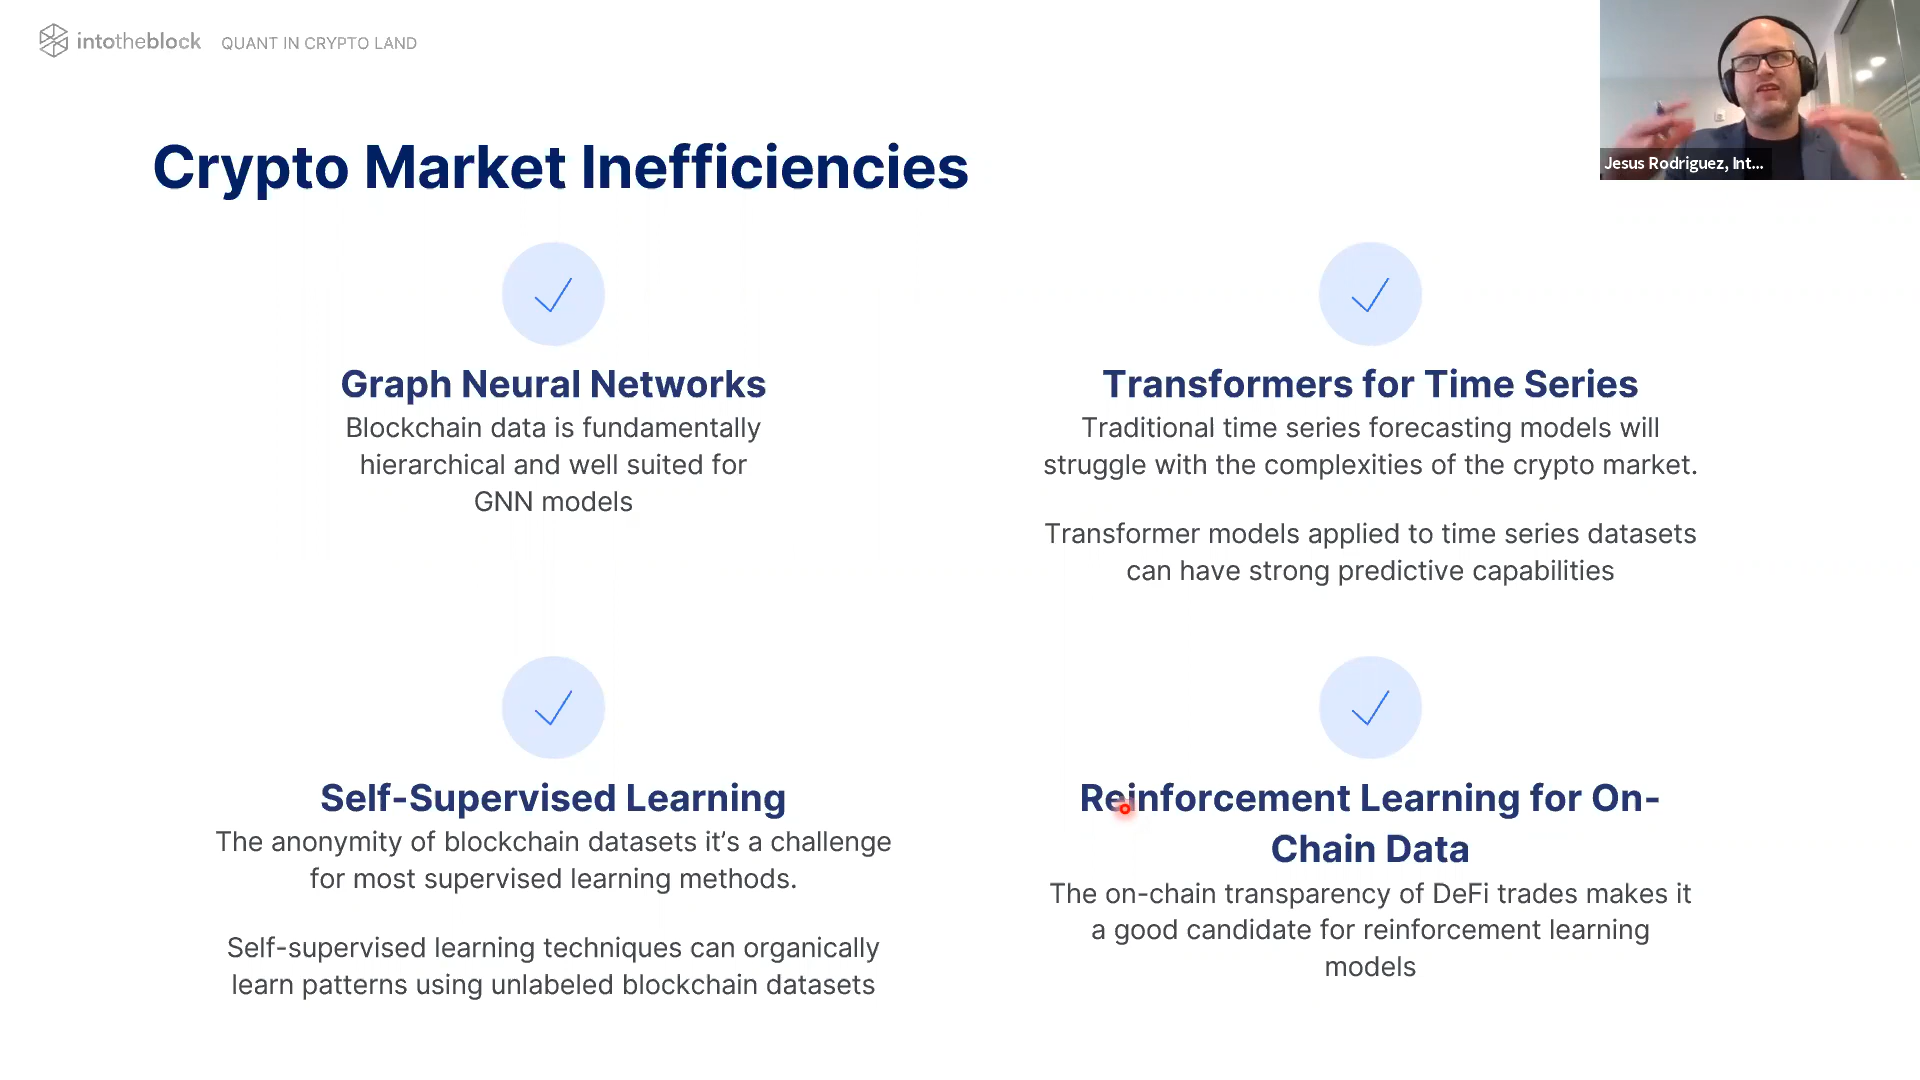 intotheblock QUANT IN CRYPTO LAND
Jesus Rodriguez, Int...
Crypto Market Inefficiencies
Graph Neural Networks
Blockchain data is fundamentally
hierarchical and well suited for
GNN models
Transformers for Time Series
Traditional time series forecasting models will
struggle with the complexities of the crypto market.
Transformer models applied to time series datasets
can have strong predictive capabilities
Self-Supervised Learning
The anonymity of blockchain datasets it’s a challenge
for most supervised learning methods.
Self-supervised learning techniques can organically
learn patterns using unlabeled blockchain datasets
Reinforcement Learning for On-
Chain Data
The on-chain transparency of DeFi trades makes it
a good candidate for reinforcement learning
models